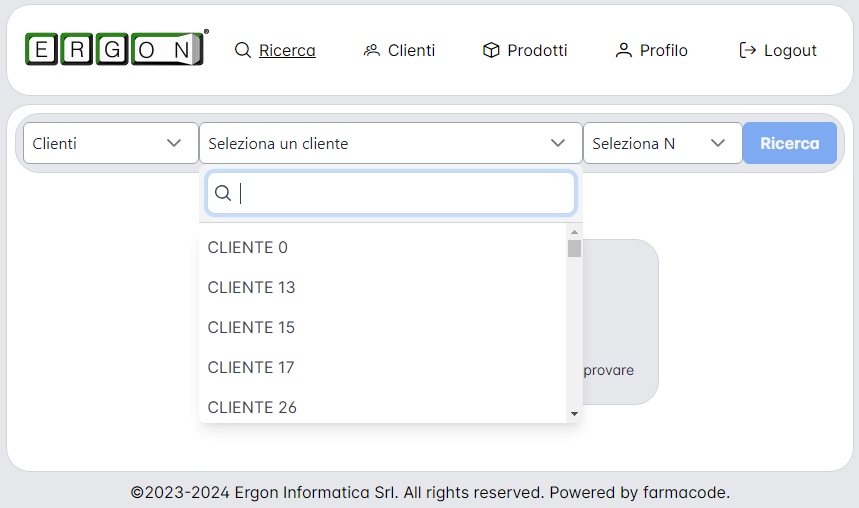 ERGON® Ricerca Clienti Prodotti Profilo Logout
Clienti Seleziona un cliente Seleziona N Ricerca
CLIENTE 0
CLIENTE 13
CLIENTE 15
CLIENTE 17
provare
CLIENTE 26
©2023-2024 Ergon Informatica Srl. All rights reserved. Powered by farmacode.